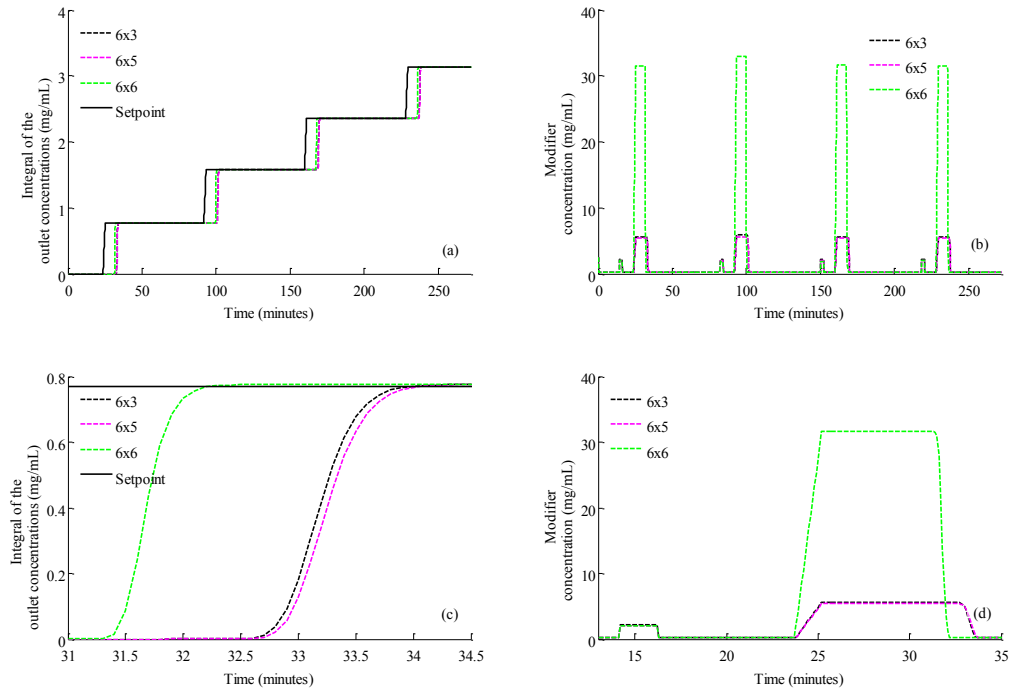 4
3
2
1
0
Integral of the
outlet concentrations (mg/mL)
6x3
6x5
6x6
Setpoint
(a)
0 50 100 150 200 250
Time (minutes)
40
30
20
10
0
Modifier
concentration (mg/mL)
6x3
6x5
6x6
(b)
0 50 100 150 200 250
Time (minutes)
0.8
0.6
0.4
0.2
0
Integral of the
outlet concentrations (mg/mL)
6x3
6x5
6x6
Setpoint
(c)
31 31.5 32 32.5 33 33.5 34 34.5
Time (minutes)
40
30
20
10
0
Modifier
concentration (mg/mL)
6x3
6x5
6x6
(d)
15 20 25 30 35
Time (minutes)